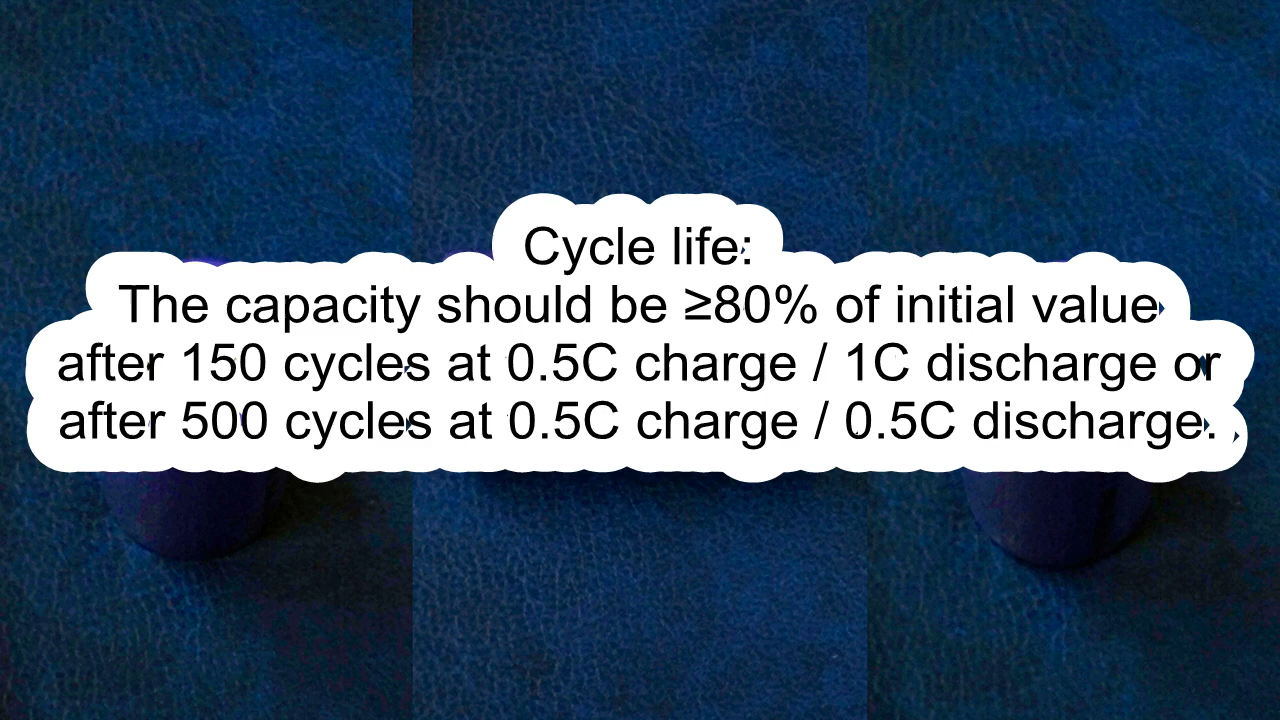 Cycle life:
The capacity should be ≥80% of initial value
after 150 cycles at 0.5C charge / 1C discharge or
after 500 cycles at 0.5C charge / 0.5C discharge.